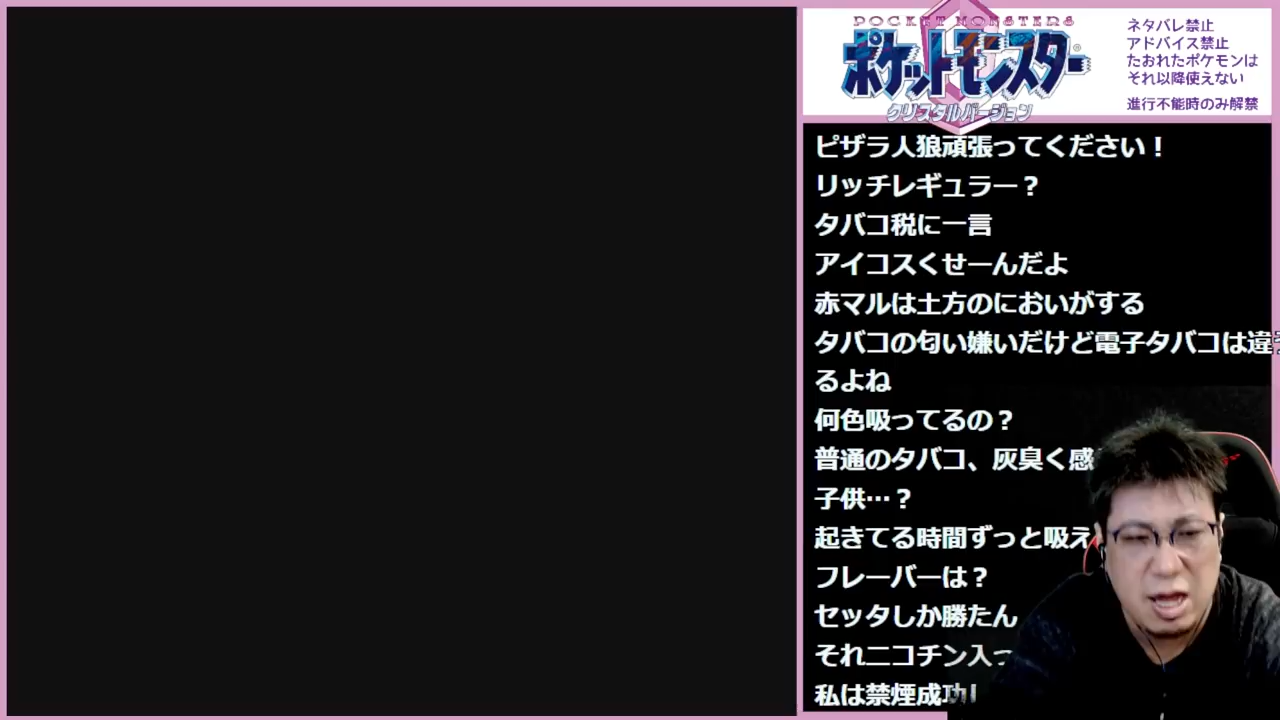 POCKET MONSTERS
ポケットモンスター
クリスタルバージョン
ネタバレ禁止
アドバイス禁止
たおれたポケモンは
それ以降使えない
進行不能時のみ解禁
ピザラ人狼頑張ってください！
リッチレギュラー？
タバコ税に一言
アイコスくせーんだよ
赤マルは土方のにおいがする
タバコの匂い嫌いだけど電子タバコは違う
るよね
何色吸ってるの？
普通のタバコ、灰臭く感
子供…？
起きてる時間ずっと吸え
フレーバーは？
セッタしか勝たん
それニコチン入っ
私は禁煙成功し